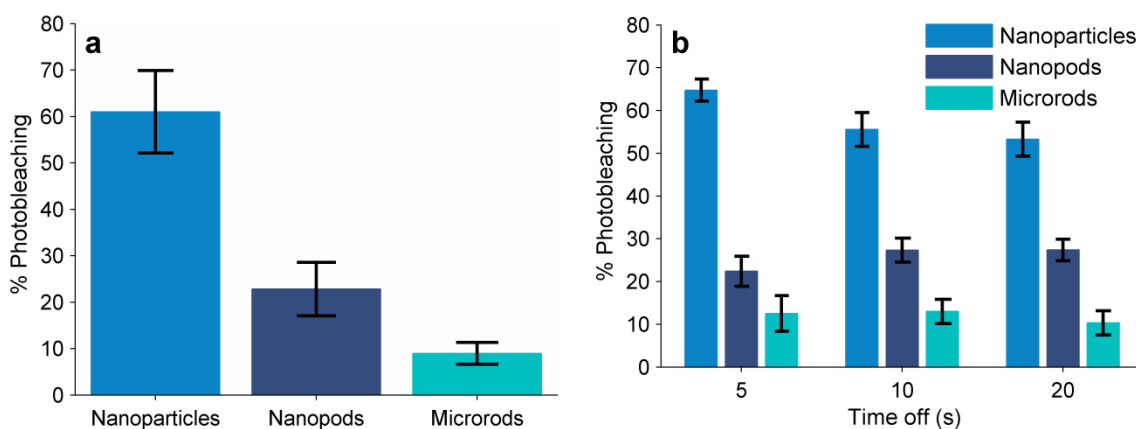 a
% Photobleaching
80
70
60
50
40
30
20
10
0
Nanoparticles Nanopods Microrods
b
Nanoparticles
Nanopods
Microrods
% Photobleaching
80
70
60
50
40
30
20
10
0
5 10 20
Time off (s)